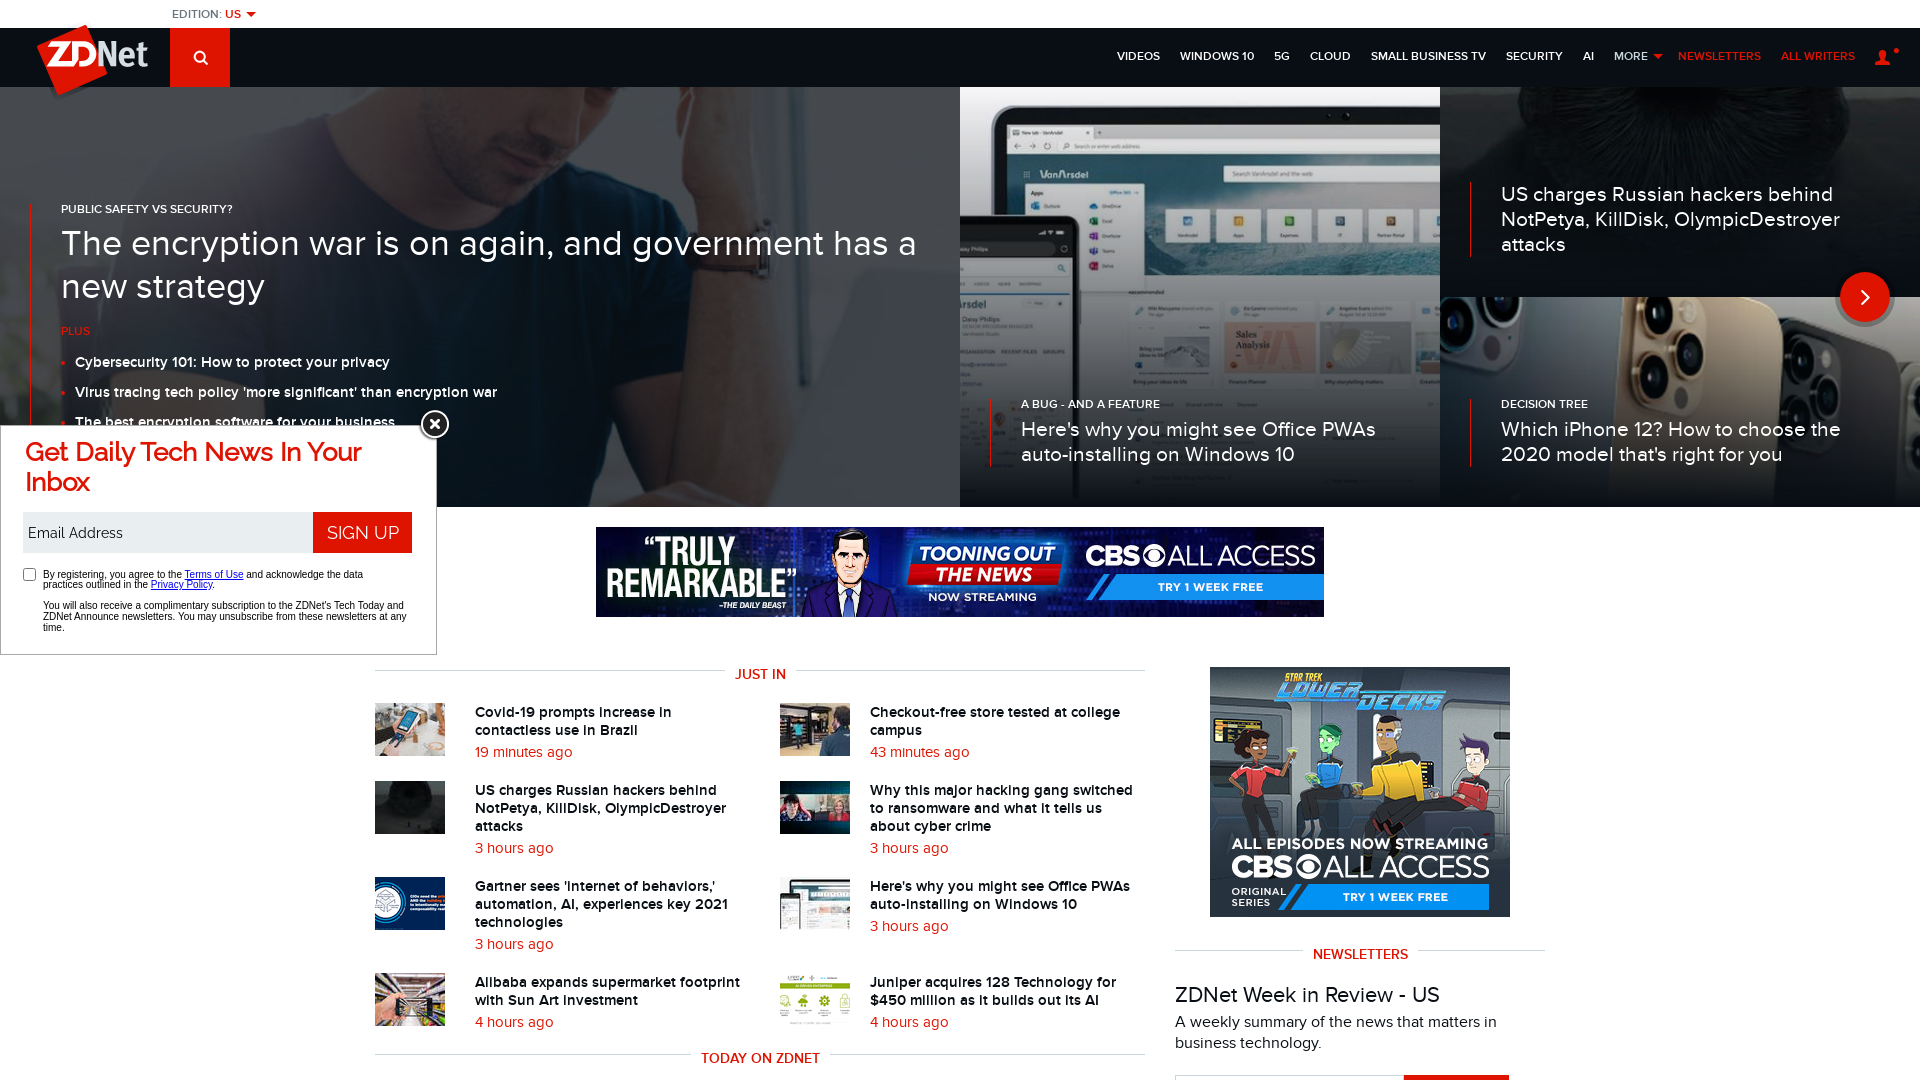 EDITION: US
ZDNet
VIDEOS
WINDOWS 10
5G
CLOUD
SMALL BUSINESS TV
SECURITY
AI
MORE
NEWSLETTERS
ALL WRITERS
PUBLIC SAFETY VS SECURITY?
The encryption war is on again, and government has a
new strategy
PLUS
Cybersecurity 101: How to protect your privacy
Virus tracing tech policy 'more significant' than encryption war
The best encryption software for your business
VanArsdel
Sales
Analysis
A BUG - AND A FEATURE
Here's why you might see Office PWAs
auto-installing on Windows 10
US charges Russian hackers behind
NotPetya, KillDisk, OlympicDestroyer
attacks
DECISION TREE
Which iPhone 12? How to choose the
2020 model that's right for you
Get Daily Tech News In Your
Inbox
Email Address
SIGN UP
By registering, you agree to the Terms of Use and acknowledge the data
practices outlined in the Privacy Policy.
You will also receive a complimentary subscription to the ZDNet's Tech Today and
ZDNet Announce newsletters. You may unsubscribe from these newsletters at any
time.
"TRULY
REMARKABLE"
-THE DAILY BEAST
TOONING OUT
THE NEWS
NOW STREAMING
CBS ALL ACCESS
TRY 1 WEEK FREE
JUST IN
Covid-19 prompts increase in
contactless use in Brazil
19 minutes ago
Checkout-free store tested at college
campus
43 minutes ago
US charges Russian hackers behind
NotPetya, KillDisk, OlympicDestroyer
attacks
3 hours ago
Why this major hacking gang switched
to ransomware and what it tells us
about cyber crime
3 hours ago
Gartner sees 'internet of behaviors,'
automation, AI, experiences key 2021
technologies
3 hours ago
Here's why you might see Office PWAs
auto-installing on Windows 10
3 hours ago
Alibaba expands supermarket footprint
with Sun Art investment
4 hours ago
Juniper acquires 128 Technology for
$450 million as it builds out its AI
4 hours ago
TODAY ON ZDNET
STAR TREK
LOWER DECKS
ALL EPISODES NOW STREAMING
CBS ALL ACCESS
ORIGINAL
SERIES
TRY 1 WEEK FREE
NEWSLETTERS
ZDNet Week in Review - US
A weekly summary of the news that matters in
business technology.